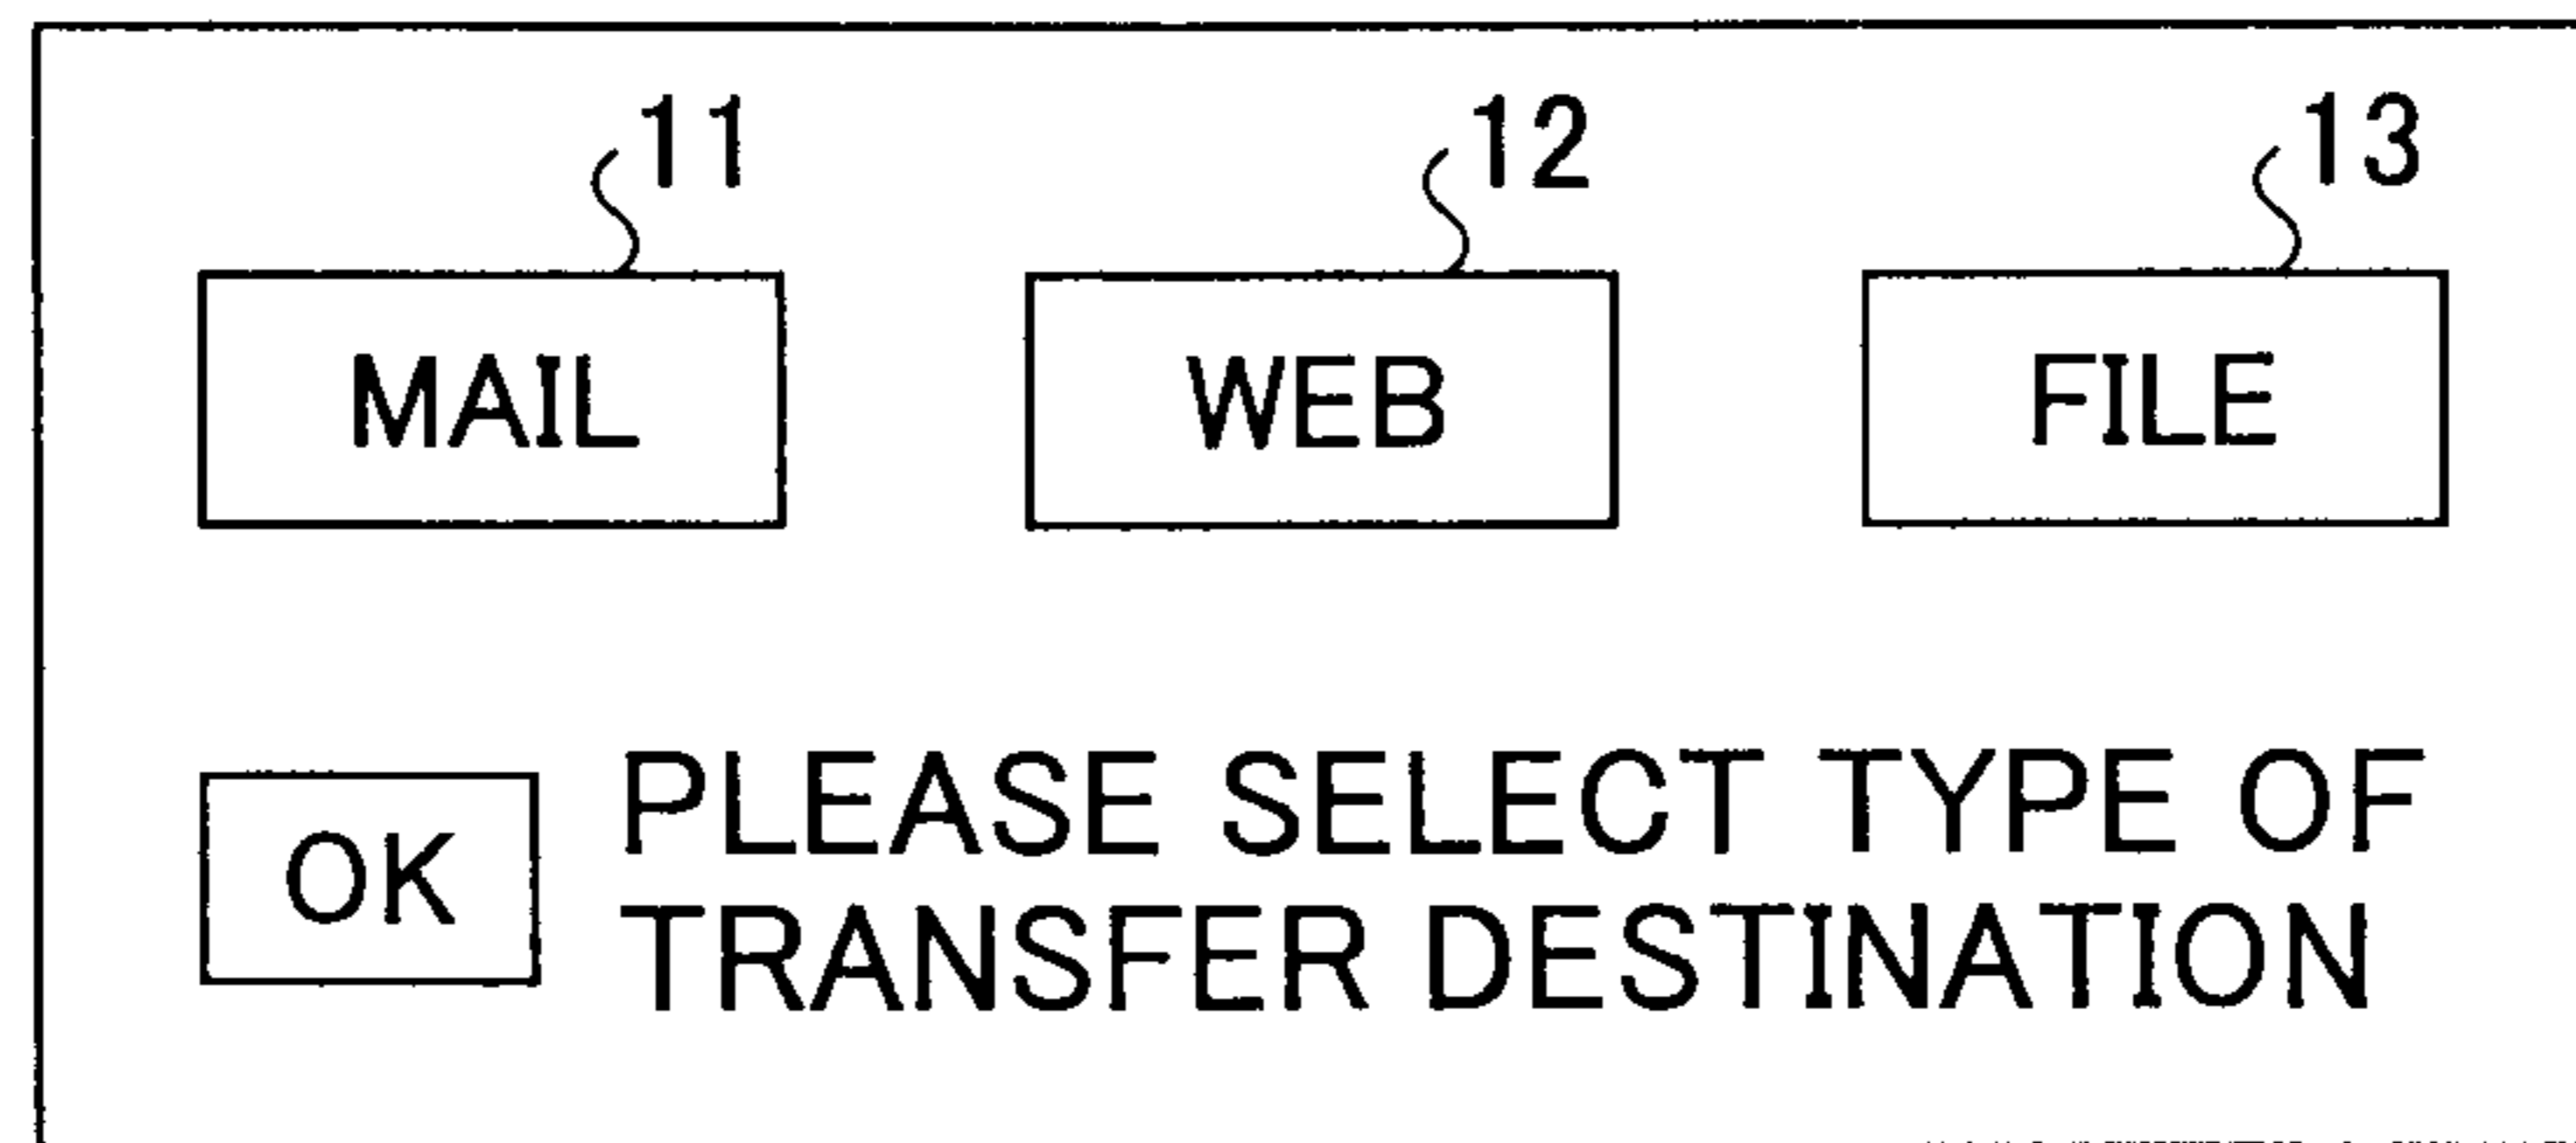 11 12 13
MAIL WEB FILE
OK PLEASE SELECT TYPE OF
TRANSFER DESTINATION